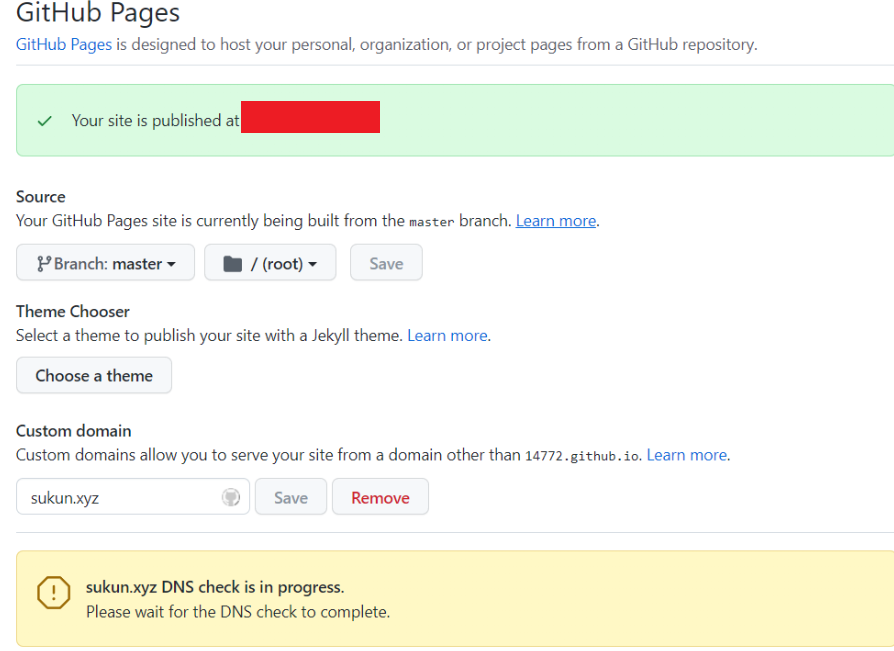 GitHub Pages
GitHub Pages is designed to host your personal, organization, or project pages from a GitHub repository.
Your site is published at
Source
Your GitHub Pages site is currently being built from the master branch. Learn more.
Branch: master / (root) Save
Theme Chooser
Select a theme to publish your site with a Jekyll theme. Learn more.
Choose a theme
Custom domain
Custom domains allow you to serve your site from a domain other than 14772.github.io. Learn more.
sukun.xyz Save Remove
sukun.xyz DNS check is in progress.
Please wait for the DNS check to complete.